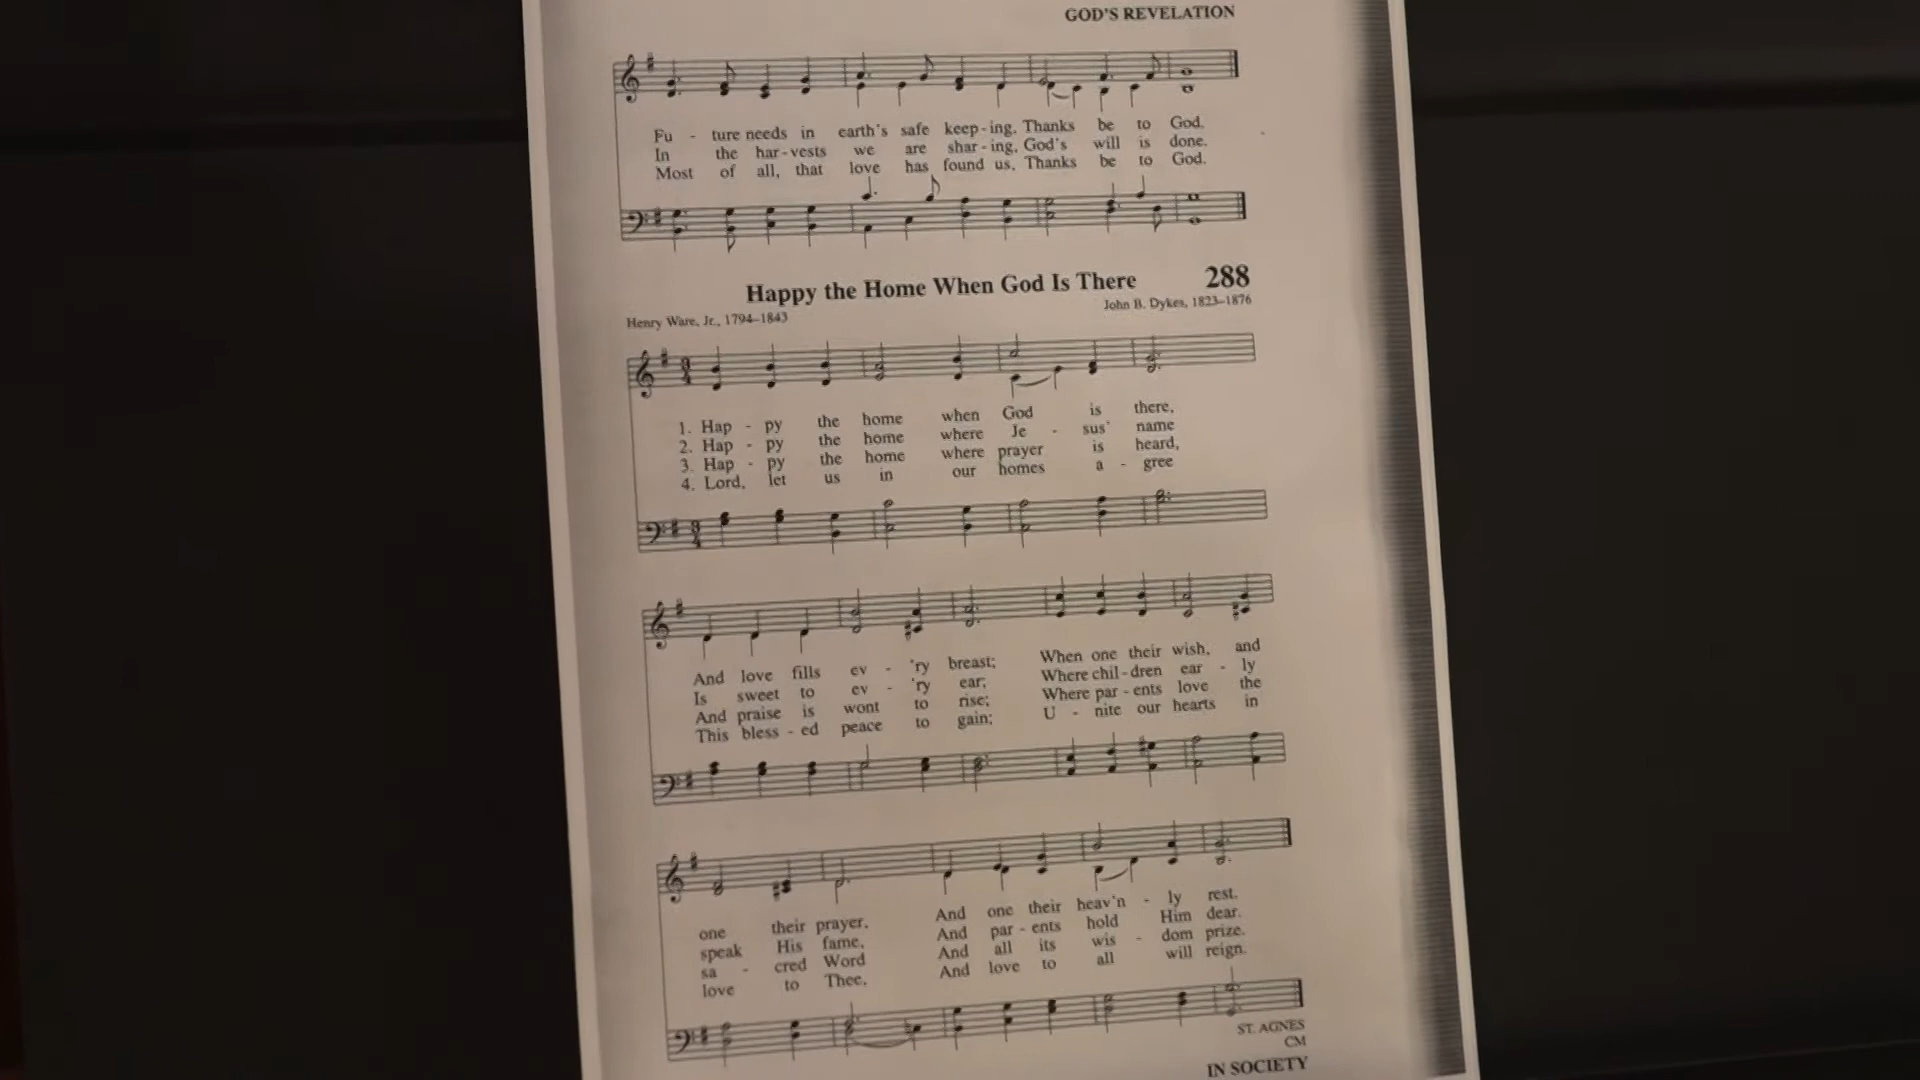 GOD'S REVELATION
Fu - ture needs in earth's safe keep-ing, Thanks be to God.
In the har-vests we are shar-ing, God's will is done.
Most of all, that love has found us, Thanks be to God.
Happy the Home When God Is There 288
Henry Ware, Jr., 1794–1843 John B. Dykes, 1823–1876
1. Hap - py the home when God is there,
2. Hap - py the home where Je - sus' name
3. Hap - py the home where prayer is heard,
4. Lord, let us in our homes a - gree
And love fills ev - 'ry breast; When one their wish, and
Is sweet to ev - 'ry ear; Where chil-dren ear - ly
And praise is wont to rise; Where par-ents love the
This bless - ed peace to gain; U - nite our hearts in
one their prayer, And one their heav'n - ly rest.
speak His fame, And par - ents hold Him dear.
sa - cred Word And all its wis - dom prize.
love to Thee, And love to all will reign.
ST. AGNES
CM
IN SOCIETY